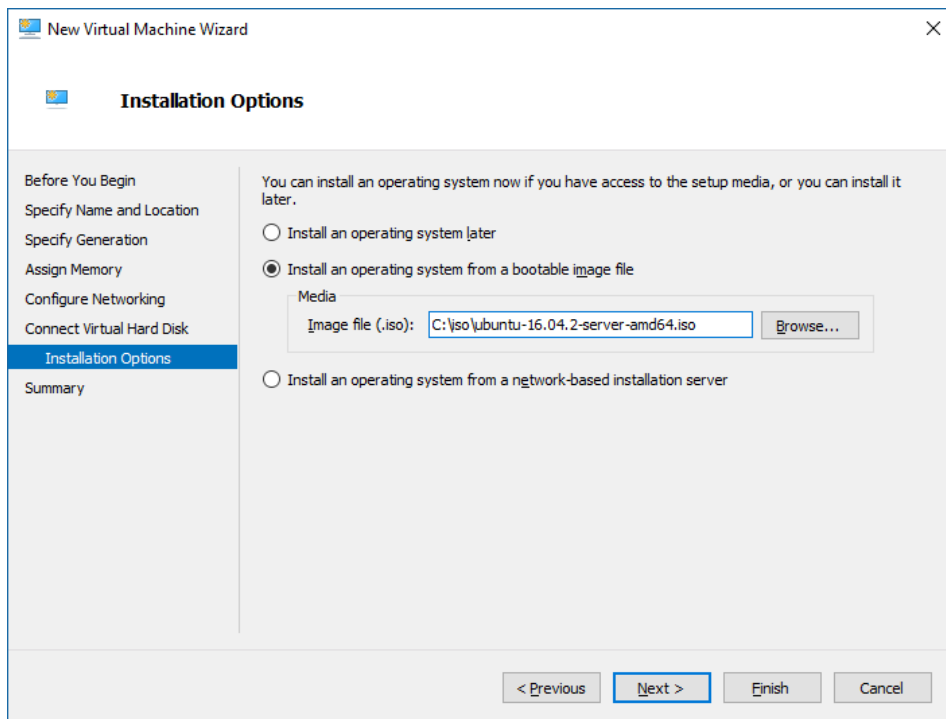 New Virtual Machine Wizard
Installation Options
Before You Begin
Specify Name and Location
Specify Generation
Assign Memory
Configure Networking
Connect Virtual Hard Disk
Installation Options
Summary
You can install an operating system now if you have access to the setup media, or you can install it
later.
Install an operating system later
Install an operating system from a bootable image file
Media
Image file (.iso): C:\iso\ubuntu-16.04.2-server-amd64.iso Browse...
Install an operating system from a network-based installation server
< Previous Next > Finish Cancel